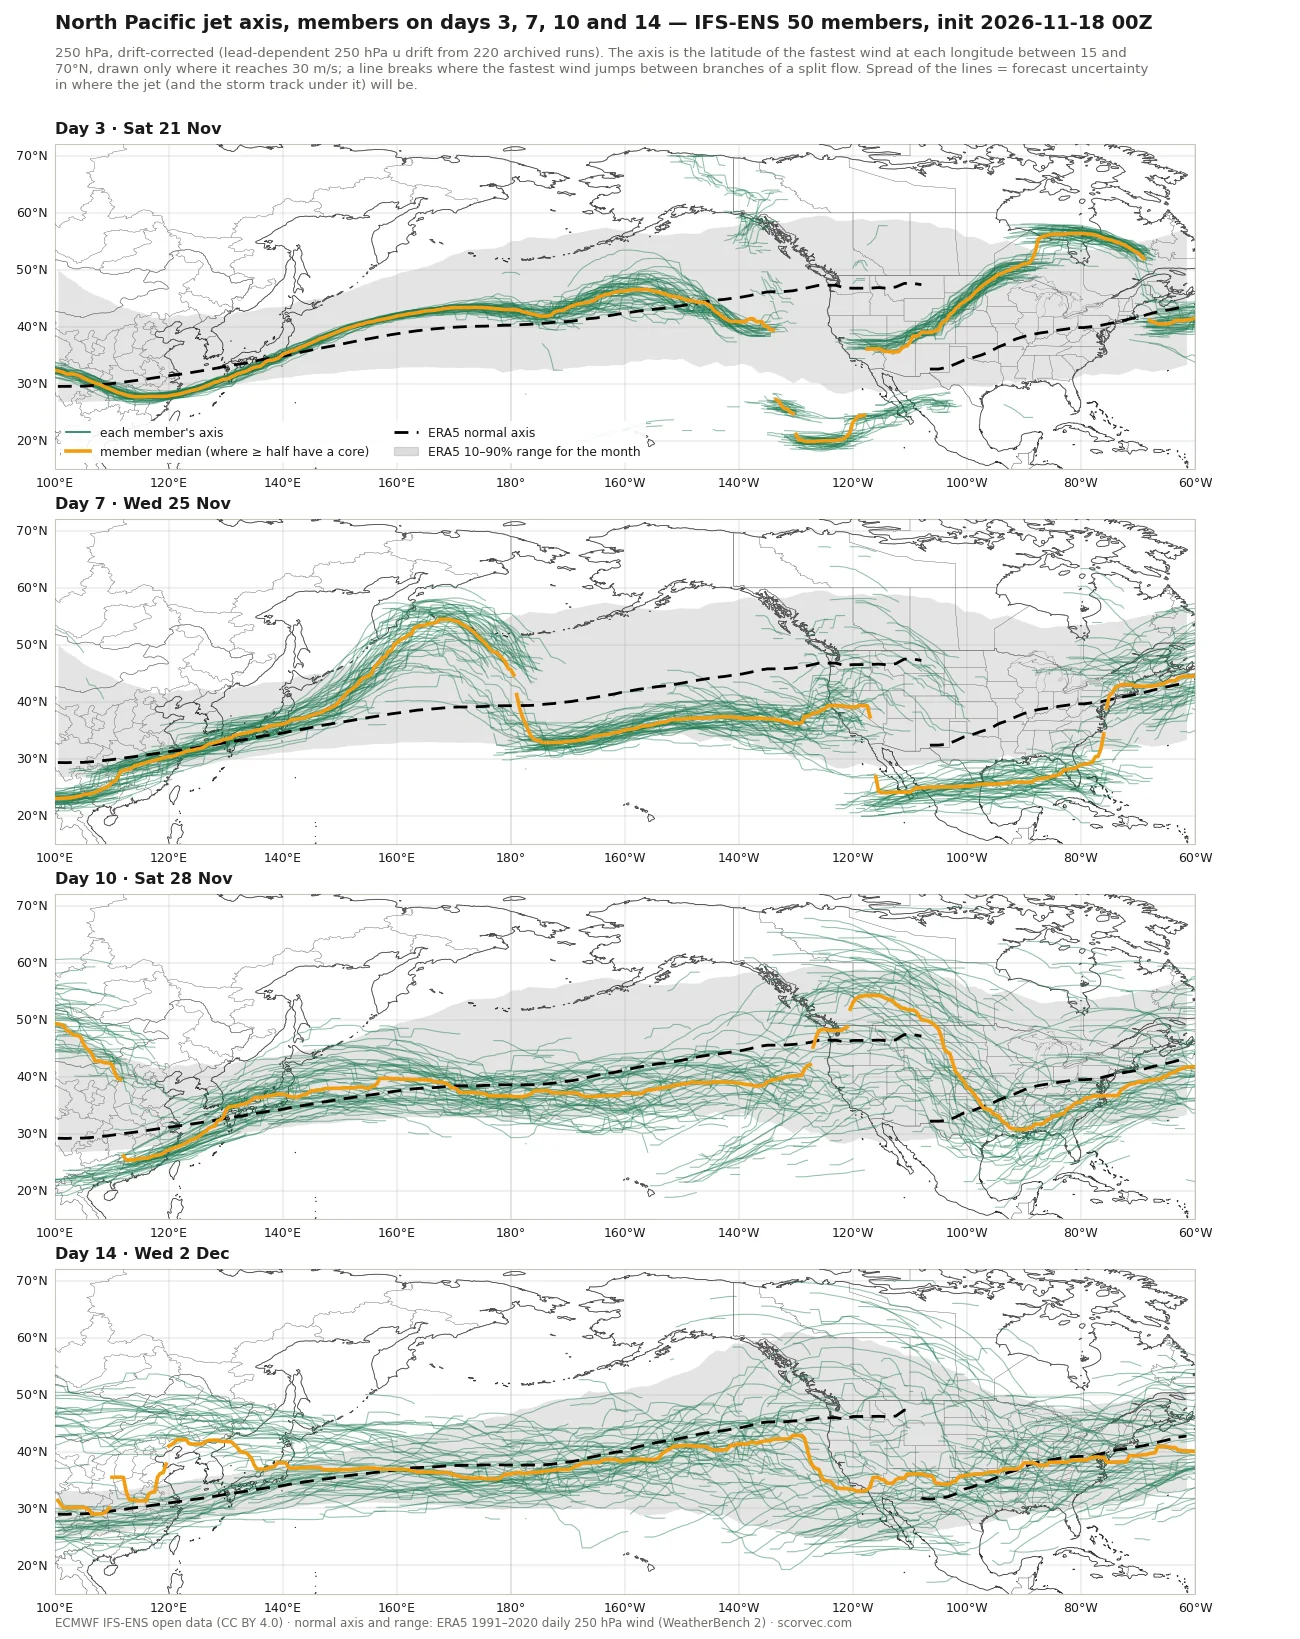 North Pacific jet axis, members on days 3, 7, 10 and 14 — IFS-ENS 50 members, init 2026-11-18 00Z
250 hPa, drift-corrected (lead-dependent 250 hPa u drift from 220 archived runs). The axis is the latitude of the fastest wind at each longitude between 15 and
70°N, drawn only where it reaches 30 m/s; a line breaks where the fastest wind jumps between branches of a split flow. Spread of the lines = forecast uncertainty
in where the jet (and the storm track under it) will be.
Day 3 · Sat 21 Nov
70°N
60°N
50°N
40°N
30°N
20°N
each member's axis
member median (where ≥ half have a core)
ERA5 normal axis
ERA5 10–90% range for the month
100°E 120°E 140°E 160°E 180° 160°W 140°W 120°W 100°W 80°W 60°W
Day 7 · Wed 25 Nov
70°N
60°N
50°N
40°N
30°N
20°N
100°E 120°E 140°E 160°E 180° 160°W 140°W 120°W 100°W 80°W 60°W
Day 10 · Sat 28 Nov
70°N
60°N
50°N
40°N
30°N
20°N
100°E 120°E 140°E 160°E 180° 160°W 140°W 120°W 100°W 80°W 60°W
Day 14 · Wed 2 Dec
70°N
60°N
50°N
40°N
30°N
20°N
100°E 120°E 140°E 160°E 180° 160°W 140°W 120°W 100°W 80°W 60°W
ECMWF IFS-ENS open data (CC BY 4.0) · normal axis and range: ERA5 1991–2020 daily 250 hPa wind (WeatherBench 2) · scorvec.com